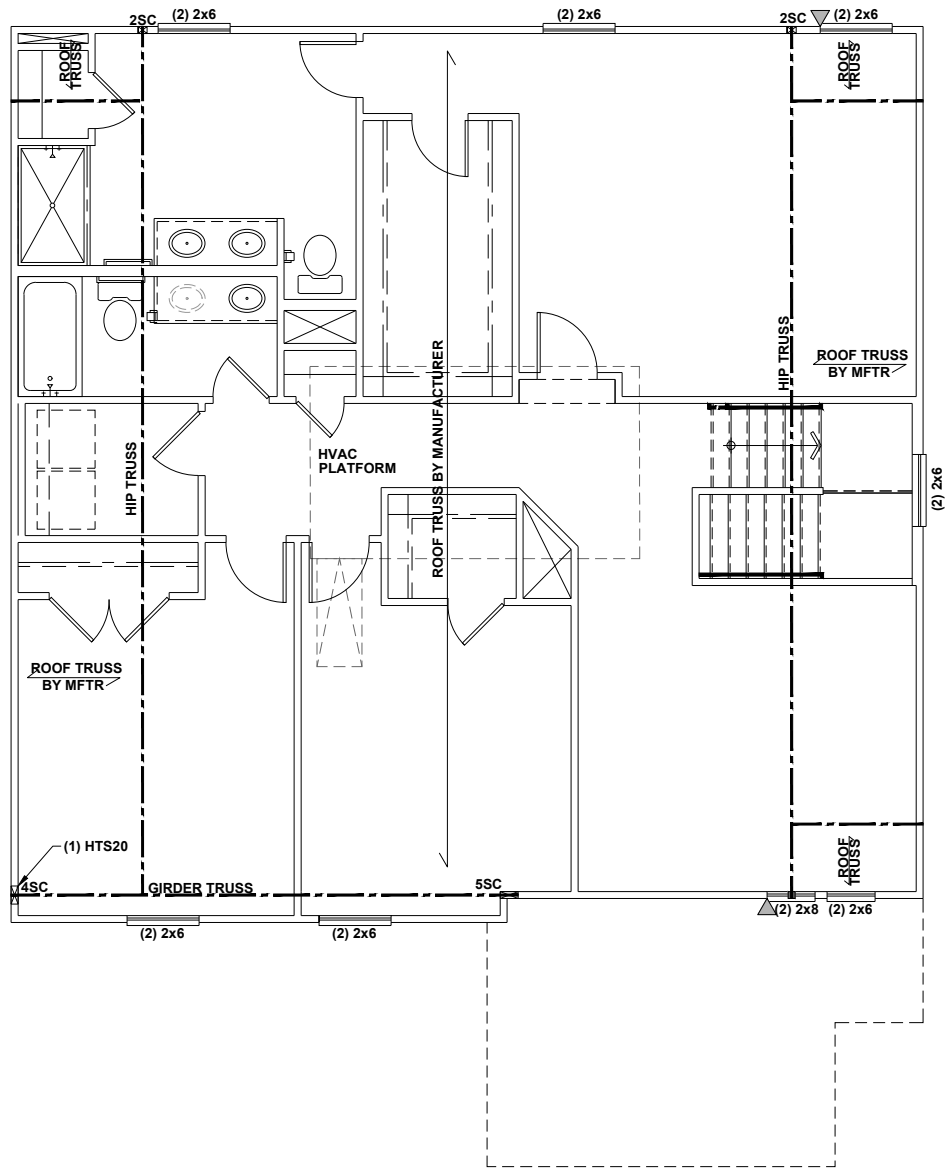 2SC
(2) 2x6
(2) 2x6
2SC
(2) 2x6
ROOF
TRUSS
ROOF
TRUSS
HIP TRUSS
ROOF TRUSS
BY MFTR
ROOF TRUSS BY MANUFACTURER
HVAC
PLATFORM
HIP TRUSS
(2) 2x6
ROOF TRUSS
BY MFTR
(1) HTS20
ROOF
TRUSS
4SC
GIRDER TRUSS
5SC
(2) 2x8
(2) 2x6
(2) 2x6
(2) 2x6